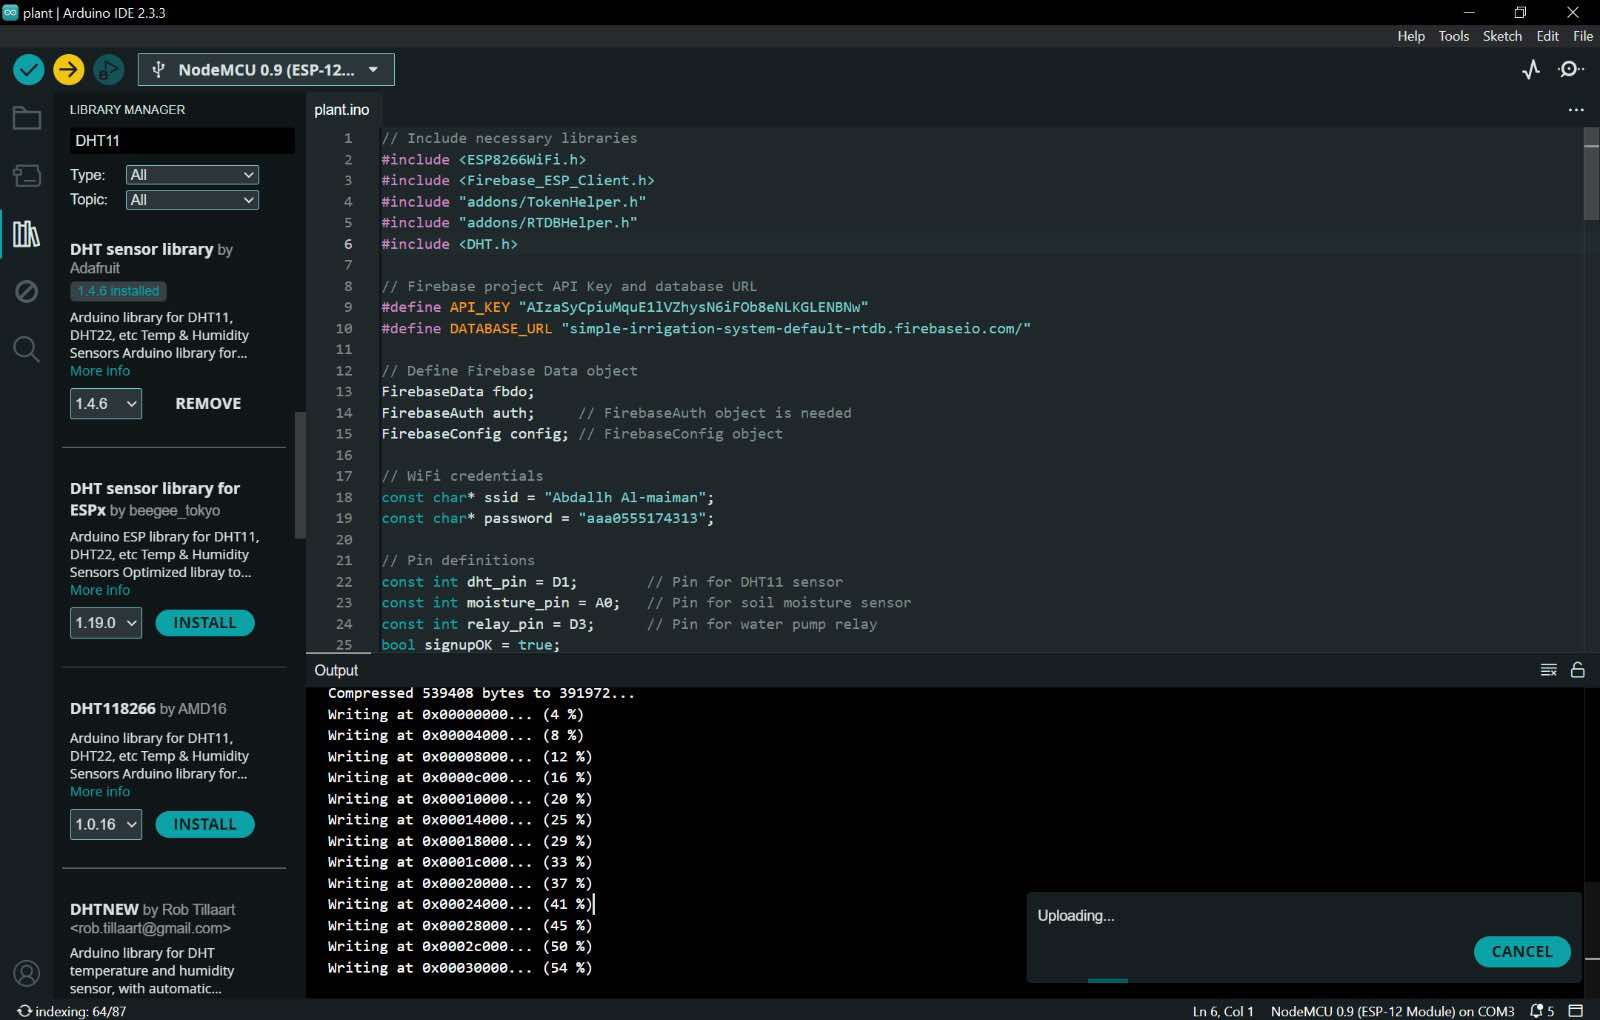 plant | Arduino IDE 2.3.3
Help Tools Sketch Edit File
NodeMCU 0.9 (ESP-12...
LIBRARY MANAGER
DHT11
Type: All
Topic: All
DHT sensor library by
Adafruit
1.4.6 installed
Arduino library for DHT11,
DHT22, etc Temp & Humidity
Sensors Arduino library for...
More info
1.4.6 REMOVE
DHT sensor library for
ESPx by beegee_tokyo
Arduino ESP library for DHT11,
DHT22, etc Temp & Humidity
Sensors Optimized libray to...
More info
1.19.0 INSTALL
DHT118266 by AMD16
Arduino library for DHT11,
DHT22, etc Temp & Humidity
Sensors Arduino library for...
More info
1.0.16 INSTALL
DHTNEW by Rob Tillaart
<rob.tillaart@gmail.com>
Arduino library for DHT
temperature and humidity
sensor, with automatic...
plant.ino
1 // Include necessary libraries
2 #include <ESP8266WiFi.h>
3 #include <Firebase_ESP_Client.h>
4 #include "addons/TokenHelper.h"
5 #include "addons/RTDBHelper.h"
6 #include <DHT.h>
7
8 // Firebase project API Key and database URL
9 #define API_KEY "AIzaSyCpiuMquE1lVZhysN6iFOb8eNLKGLENBNw"
10 #define DATABASE_URL "simple-irrigation-system-default-rtdb.firebaseio.com/"
11
12 // Define Firebase Data object
13 FirebaseData fbdo;
14 FirebaseAuth auth; // FirebaseAuth object is needed
15 FirebaseConfig config; // FirebaseConfig object
16
17 // WiFi credentials
18 const char* ssid = "Abdallh Al-maiman";
19 const char* password = "aaa0555174313";
20
21 // Pin definitions
22 const int dht_pin = D1; // Pin for DHT11 sensor
23 const int moisture_pin = A0; // Pin for soil moisture sensor
24 const int relay_pin = D3; // Pin for water pump relay
25 bool signupOK = true;
Output
Compressed 539408 bytes to 391972...
Writing at 0x00000000... (4 %)
Writing at 0x00004000... (8 %)
Writing at 0x00008000... (12 %)
Writing at 0x0000c000... (16 %)
Writing at 0x00010000... (20 %)
Writing at 0x00014000... (25 %)
Writing at 0x00018000... (29 %)
Writing at 0x0001c000... (33 %)
Writing at 0x00020000... (37 %)
Writing at 0x00024000... (41 %)
Writing at 0x00028000... (45 %)
Writing at 0x0002c000... (50 %)
Writing at 0x00030000... (54 %)
Uploading...
CANCEL
indexing: 64/87
Ln 6, Col 1 NodeMCU 0.9 (ESP-12 Module) on COM3 5